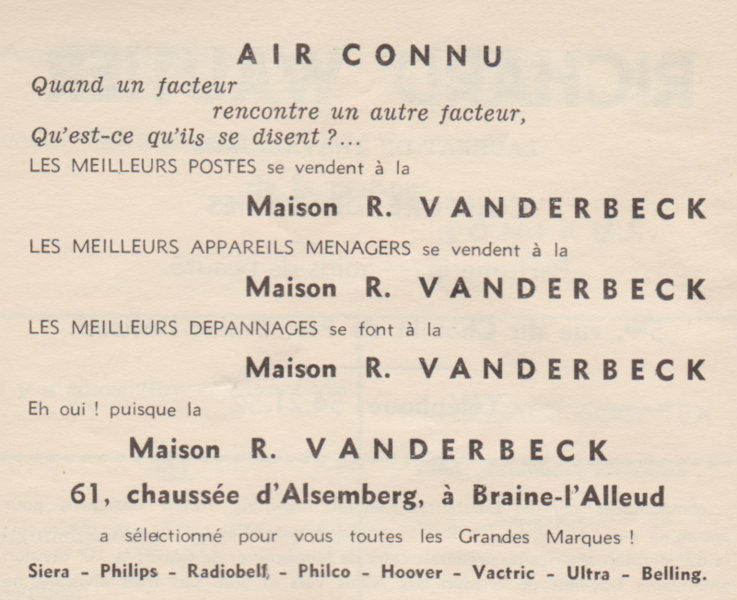 AIR CONNU
Quand un facteur
rencontre un autre facteur,
Qu'est-ce qu'ils se disent ?...
LES MEILLEURS POSTES se vendent à la
Maison R. VANDERBECK
LES MEILLEURS APPAREILS MENAGERS se vendent à la
Maison R. VANDERBECK
LES MEILLEURS DEPANNAGES se font à la
Maison R. VANDERBECK
Eh oui ! puisque la
Maison R. VANDERBECK
61, chaussée d'Alsemberg, à Braine-l'Alleud
a sélectionné pour vous toutes les Grandes Marques !
Siera - Philips - Radiobell, - Philco - Hoover - Vactric - Ultra - Belling.